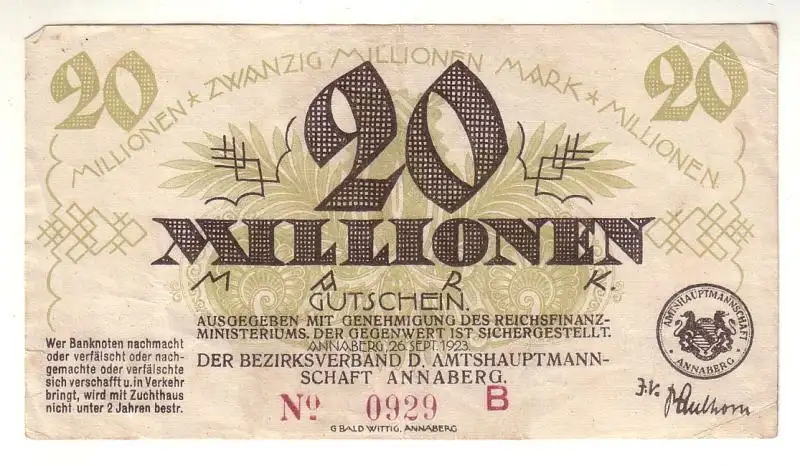 20 MILLIONEN ★ ZWANZIG MILLIONEN MARK ★ MILLIONEN 20
20
MILLIONEN
MARK.
GUTSCHEIN.
AUSGEGEBEN MIT GENEHMIGUNG DES REICHSFINANZ-
MINISTERIUMS. DER GEGENWERT IST SICHERGESTELLT.
ANNABERG, 26. SEPT. 1923.
DER BEZIRKSVERBAND D. AMTSHAUPTMANN-
SCHAFT ANNABERG.
Wer Banknoten nachmacht
oder verfälscht oder nach-
gemachte oder verfälschte
sich verschafft u. in Verkehr
bringt, wird mit Zuchthaus
nicht unter 2 Jahren bestr.
AMTSHAUPTMANNSCHAFT
· ANNABERG ·
J.V.
No 0929 B
G. BALD WITTIG, ANNABERG